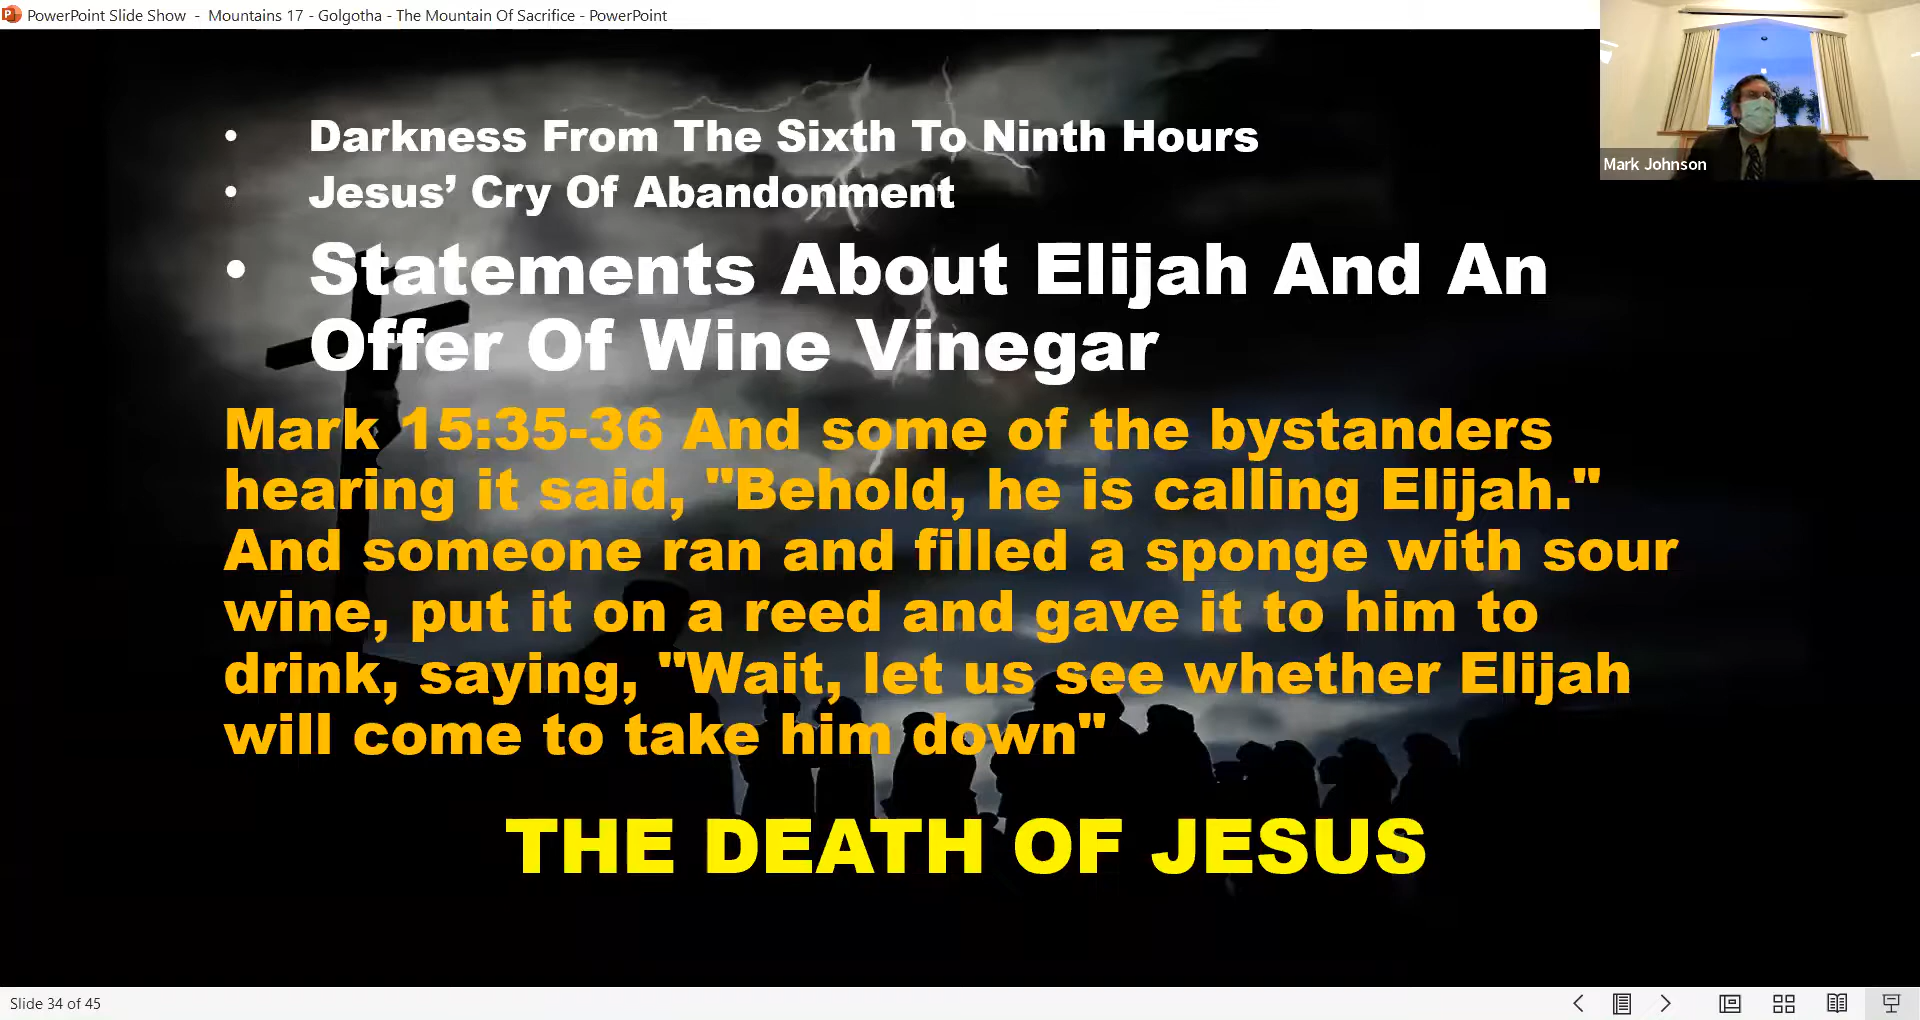 PowerPoint Slide Show - Mountains 17 - Golgotha - The Mountain Of Sacrifice - PowerPoint
Mark Johnson
• Darkness From The Sixth To Ninth Hours
• Jesus’ Cry Of Abandonment
• Statements About Elijah And An
Offer Of Wine Vinegar
Mark 15:35-36 And some of the bystanders
hearing it said, "Behold, he is calling Elijah."
And someone ran and filled a sponge with sour
wine, put it on a reed and gave it to him to
drink, saying, "Wait, let us see whether Elijah
will come to take him down"
THE DEATH OF JESUS
Slide 34 of 45